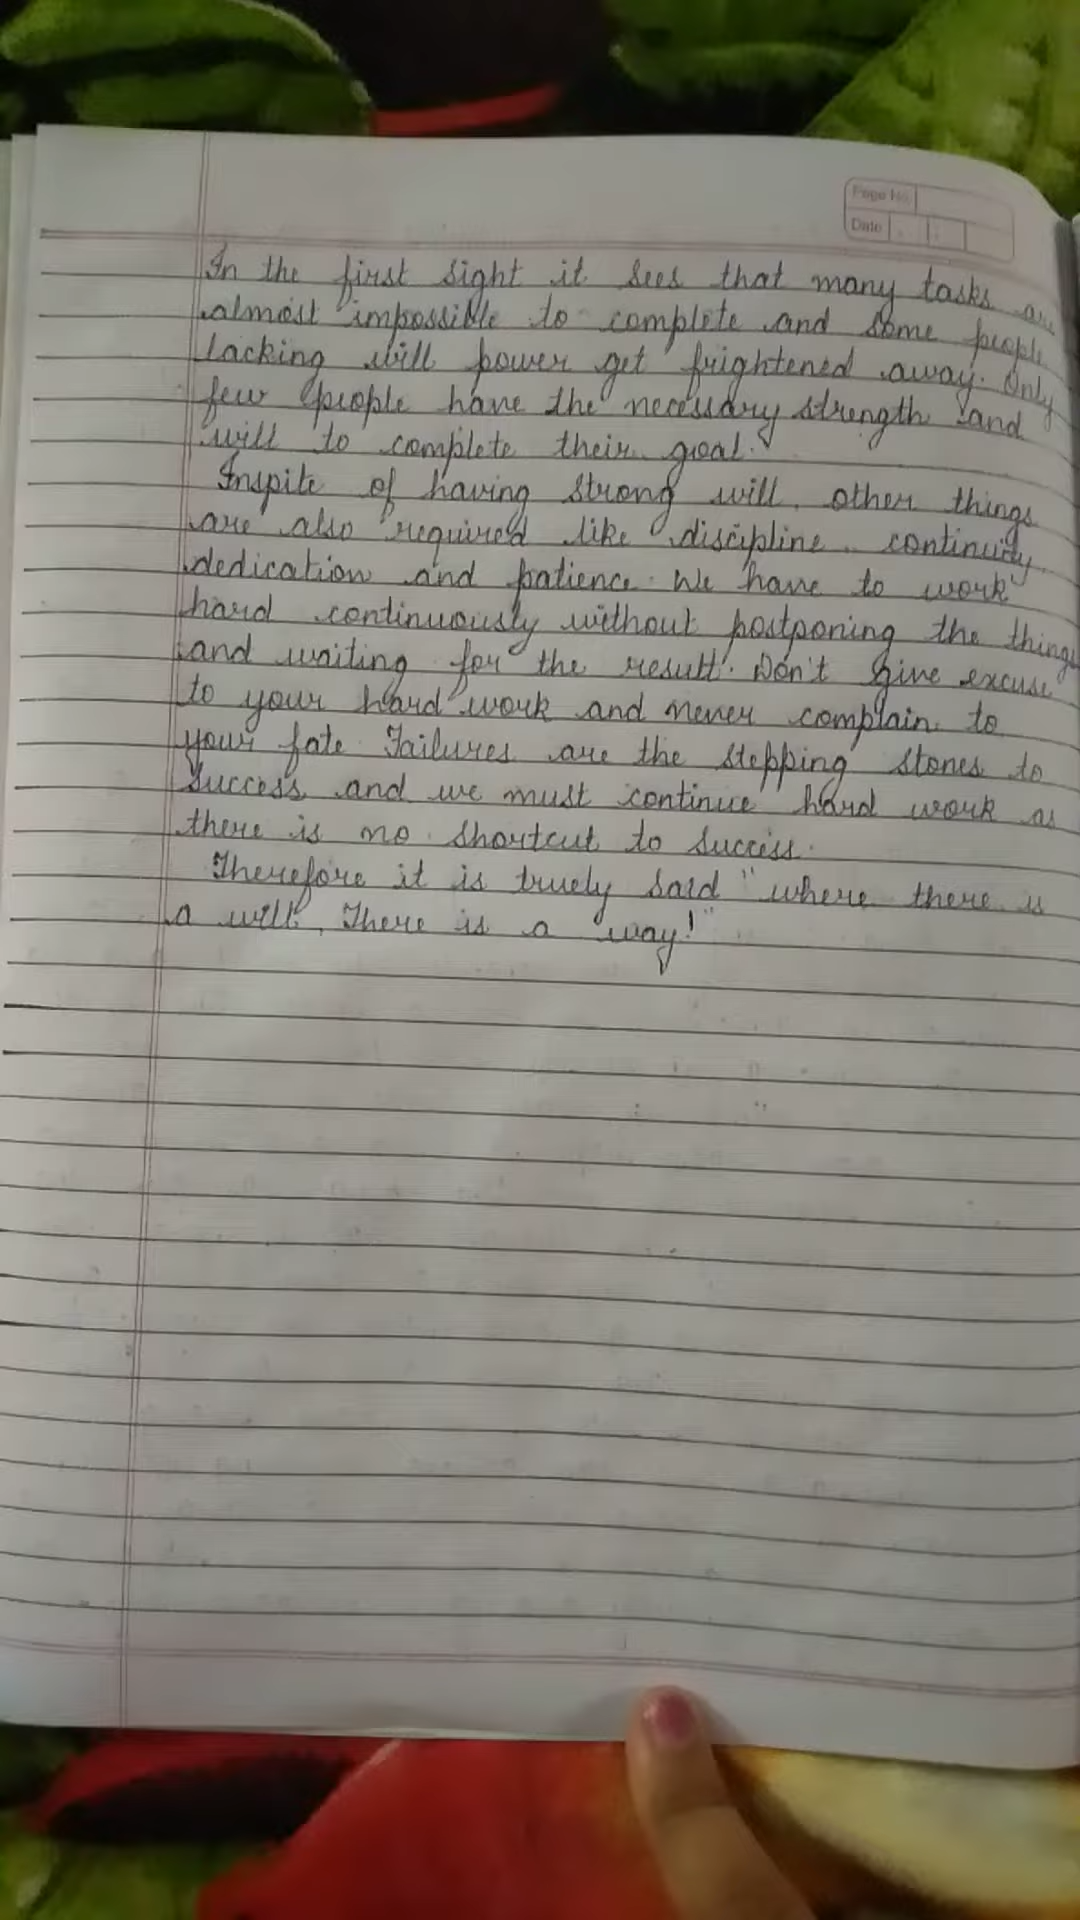 Page No.
Date
In the first sight it sees that many tasks are
almost impossible to complete and some people
lacking will power get frightened away. Only
few people have the necessary strength and
will to complete their goal.
Inspite of having strong will, other things
are also required like discipline, continuity,
dedication and patience. We have to work
hard continuously without postponing the things
and waiting for the result. Don't give excuse
to your hard work and never complain to
your fate. Failures are the stepping stones to
success and we must continue hard work as
there is no shortcut to success.
Therefore it is truely said "where there is
a will, There is a way!"